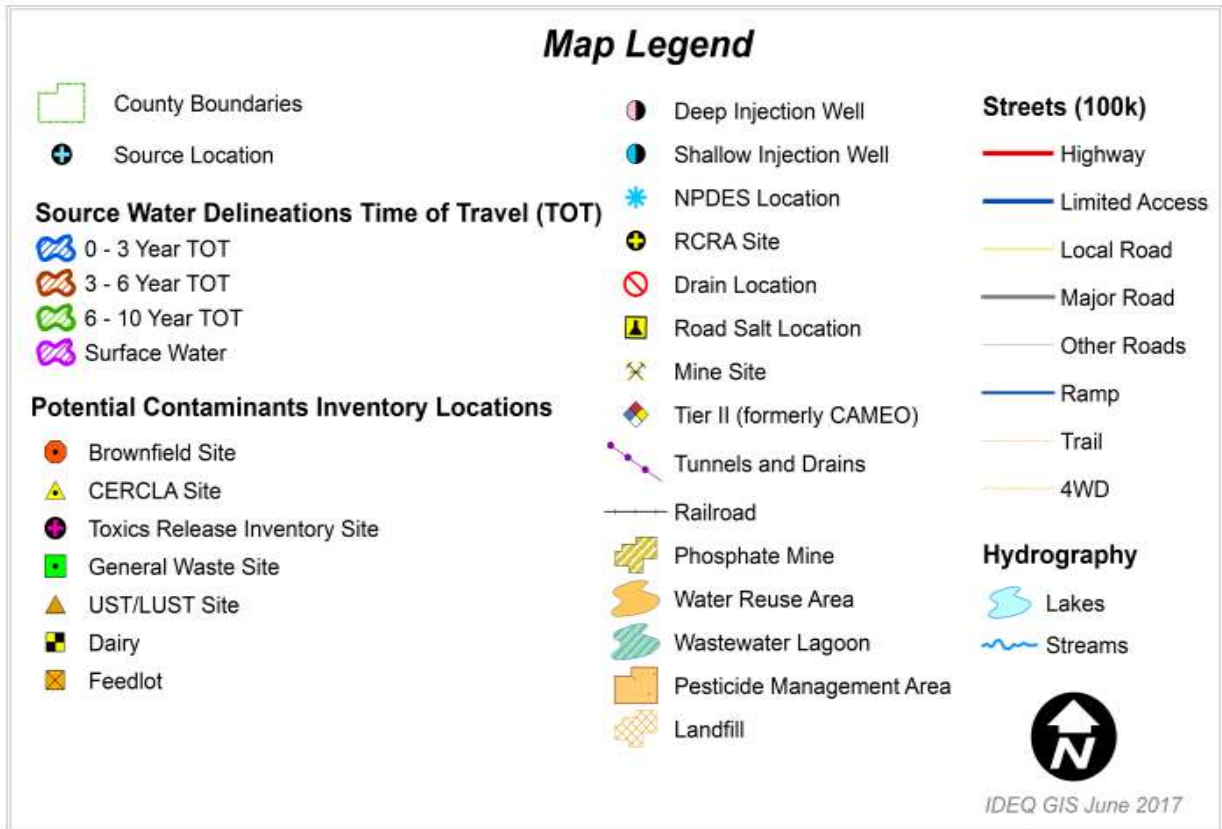 Map Legend
County Boundaries
Source Location
Source Water Delineations Time of Travel (TOT)
0 - 3 Year TOT
3 - 6 Year TOT
6 - 10 Year TOT
Surface Water
Potential Contaminants Inventory Locations
Brownfield Site
CERCLA Site
Toxics Release Inventory Site
General Waste Site
UST/LUST Site
Dairy
Feedlot
Deep Injection Well
Shallow Injection Well
NPDES Location
RCRA Site
Drain Location
Road Salt Location
Mine Site
Tier II (formerly CAMEO)
Tunnels and Drains
Railroad
Phosphate Mine
Water Reuse Area
Wastewater Lagoon
Pesticide Management Area
Landfill
Streets (100k)
Highway
Limited Access
Local Road
Major Road
Other Roads
Ramp
Trail
4WD
Hydrography
Lakes
Streams
N
IDEQ GIS June 2017